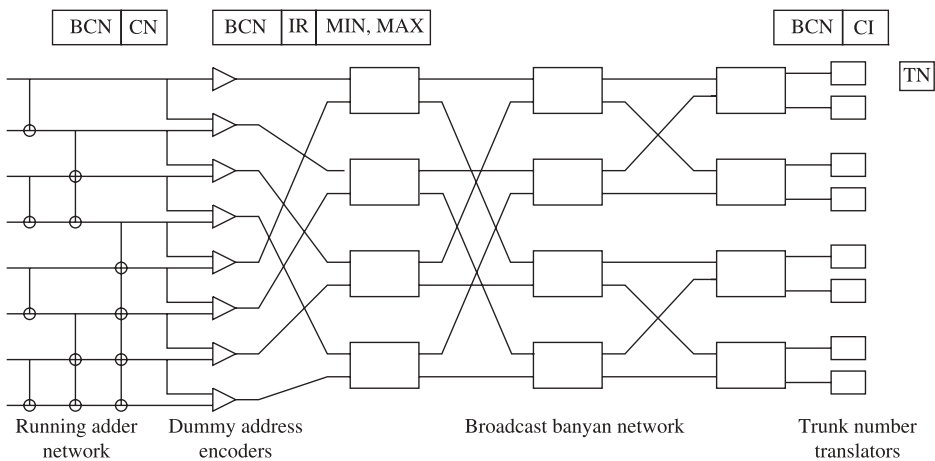 BCN CN
BCN IR MIN, MAX
BCN CI
TN
Running adder
network
Dummy address
encoders
Broadcast banyan network
Trunk number
translators